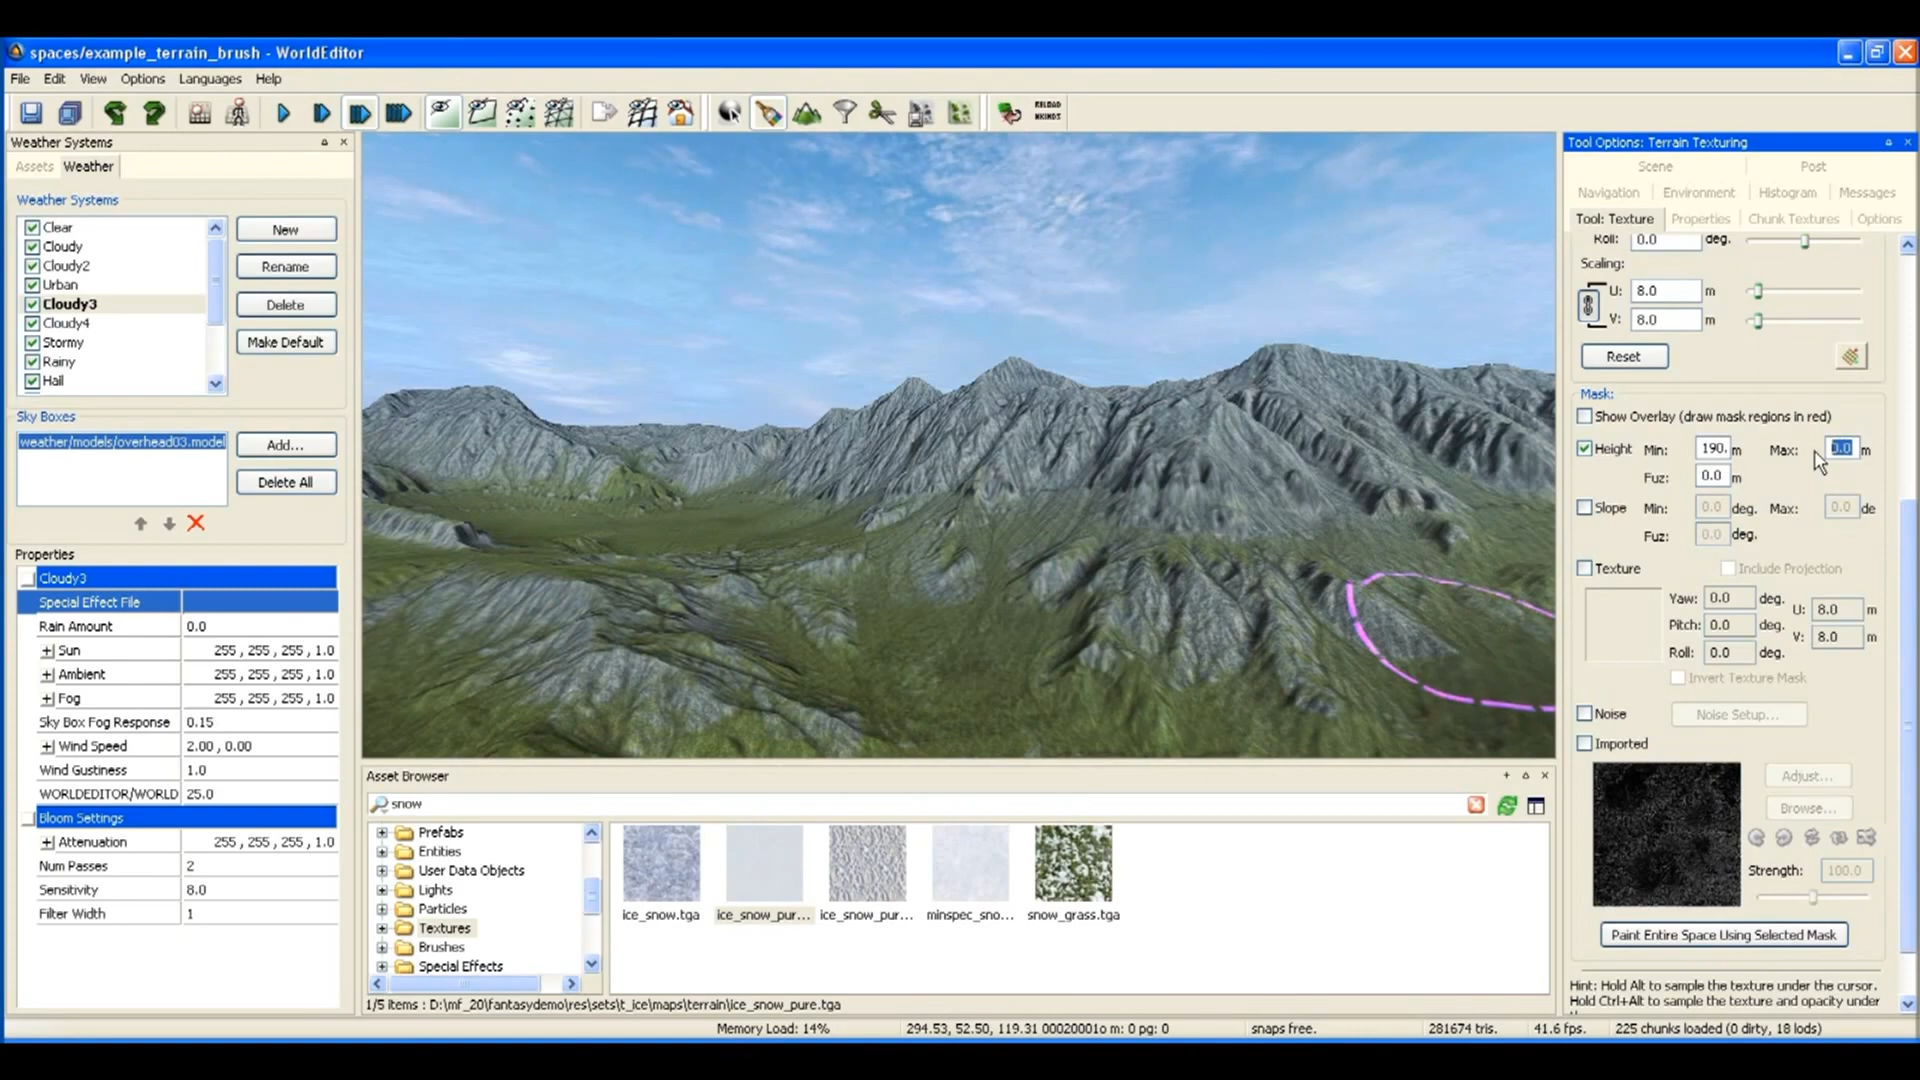 spaces/example_terrain_brush - WorldEditor
File Edit View Options Languages Help
RELOAD
Weather Systems
Assets Weather
Weather Systems
Clear
Cloudy
Cloudy2
Urban
Cloudy3
Cloudy4
Stormy
Rainy
Hail
New
Rename
Delete
Make Default
Sky Boxes
weather/models/overhead03.model
Add...
Delete All
Properties
Cloudy3
Special Effect File
Rain Amount 0.0
Sun 255 , 255 , 255 , 1.0
Ambient 255 , 255 , 255 , 1.0
Fog 255 , 255 , 255 , 1.0
Sky Box Fog Response 0.15
Wind Speed 2.00 , 0.00
Wind Gustiness 1.0
WORLDEDITOR/WORLD 25.0
Bloom Settings
Attenuation 255 , 255 , 255 , 1.0
Num Passes 2
Sensitivity 8.0
Filter Width 1
Asset Browser
snow
Prefabs
Entities
User Data Objects
Lights
Particles
Textures
Brushes
Special Effects
ice_snow.tga ice_snow_pur... ice_snow_pur... minspec_sno... snow_grass.tga
1/5 items : D:\mf_20\fantasydemo\res\sets\t_ice\maps\terrain\ice_snow_pure.tga
Tool Options: Terrain Texturing
Scene Post
Navigation Environment Histogram Messages
Tool: Texture Properties Chunk Textures Options
Roll: 0.0 deg.
Scaling:
U: 8.0 m
V: 8.0 m
Reset
Mask:
Show Overlay (draw mask regions in red)
Height Min: 190. m Max: 0.0 m
Fuz: 0.0 m
Slope Min: 0.0 deg. Max: 0.0 de
Fuz: 0.0 deg.
Texture Include Projection
Yaw: 0.0 deg. U: 8.0 m
Pitch: 0.0 deg. V: 8.0 m
Roll: 0.0 deg.
Invert Texture Mask
Noise Noise Setup...
Imported
Adjust...
Browse...
Strength: 100.0
Paint Entire Space Using Selected Mask
Hint: Hold Alt to sample the texture under the cursor.
Hold Ctrl+Alt to sample the texture and opacity under
Memory Load: 14% 294.53, 52.50, 119.31 00020001o m: 0 pg: 0 snaps free. 281674 tris. 41.6 fps. 225 chunks loaded (0 dirty, 18 lods)